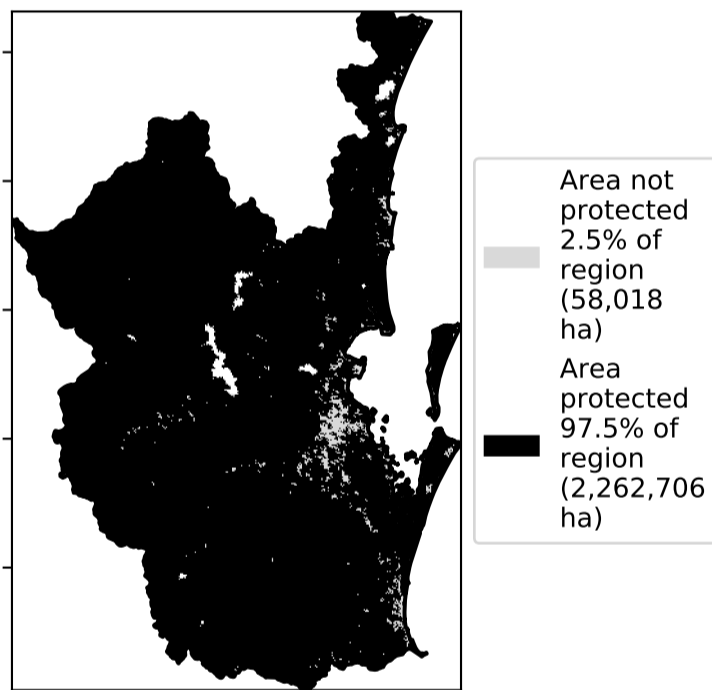 Area not
protected
2.5% of
region
(58,018
ha)
Area
protected
97.5% of
region
(2,262,706
ha)